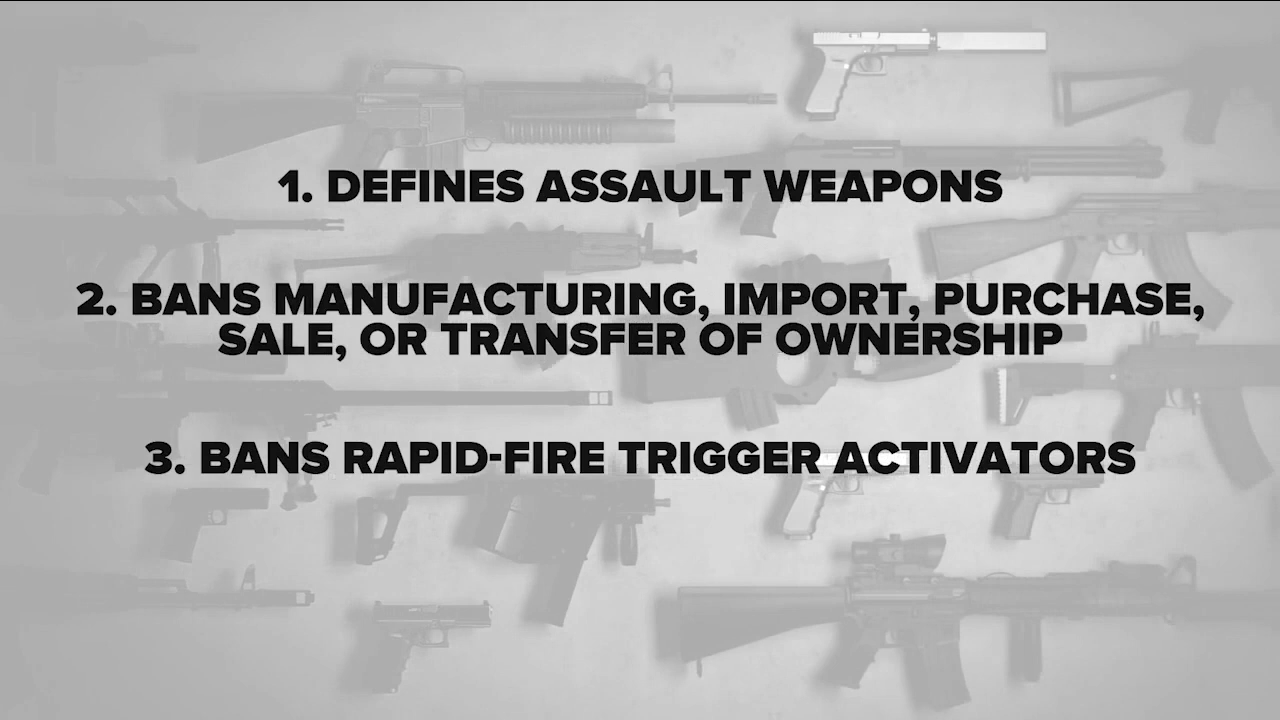 1. DEFINES ASSAULT WEAPONS
2. BANS MANUFACTURING, IMPORT, PURCHASE,
SALE, OR TRANSFER OF OWNERSHIP
3. BANS RAPID-FIRE TRIGGER ACTIVATORS